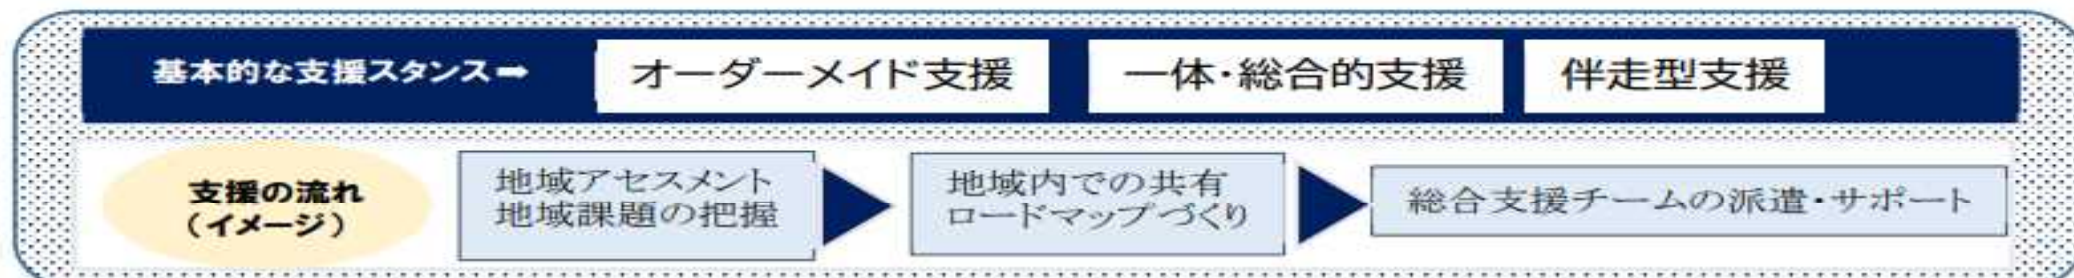 基本的な支援スタンス➡ オーダーメイド支援 一体･総合的支援 伴走型支援
支援の流れ
(イメージ)
地域アセスメント
地域課題の把握
地域内での共有
ロードマップづくり
総合支援チームの派遣･サポート